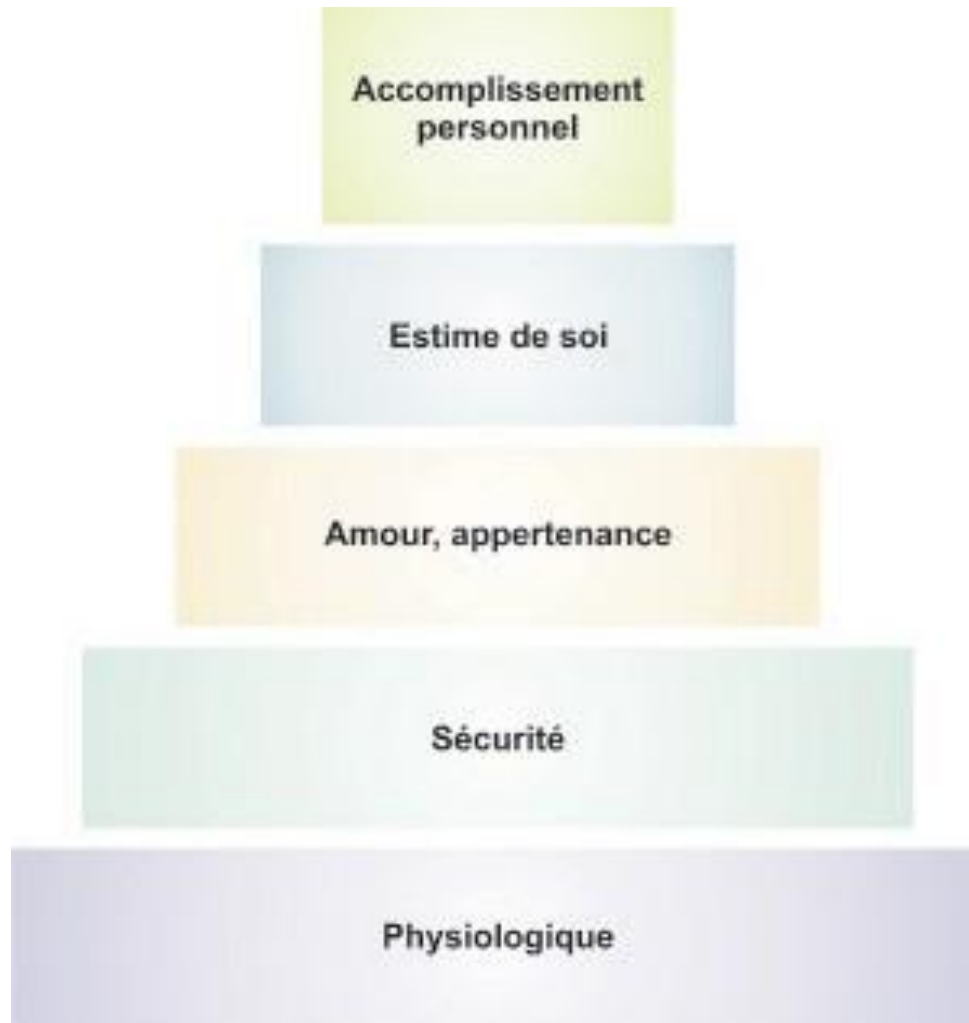 Accomplissement
personnel
Estime de soi
Amour, appertenance
Sécurité
Physiologique